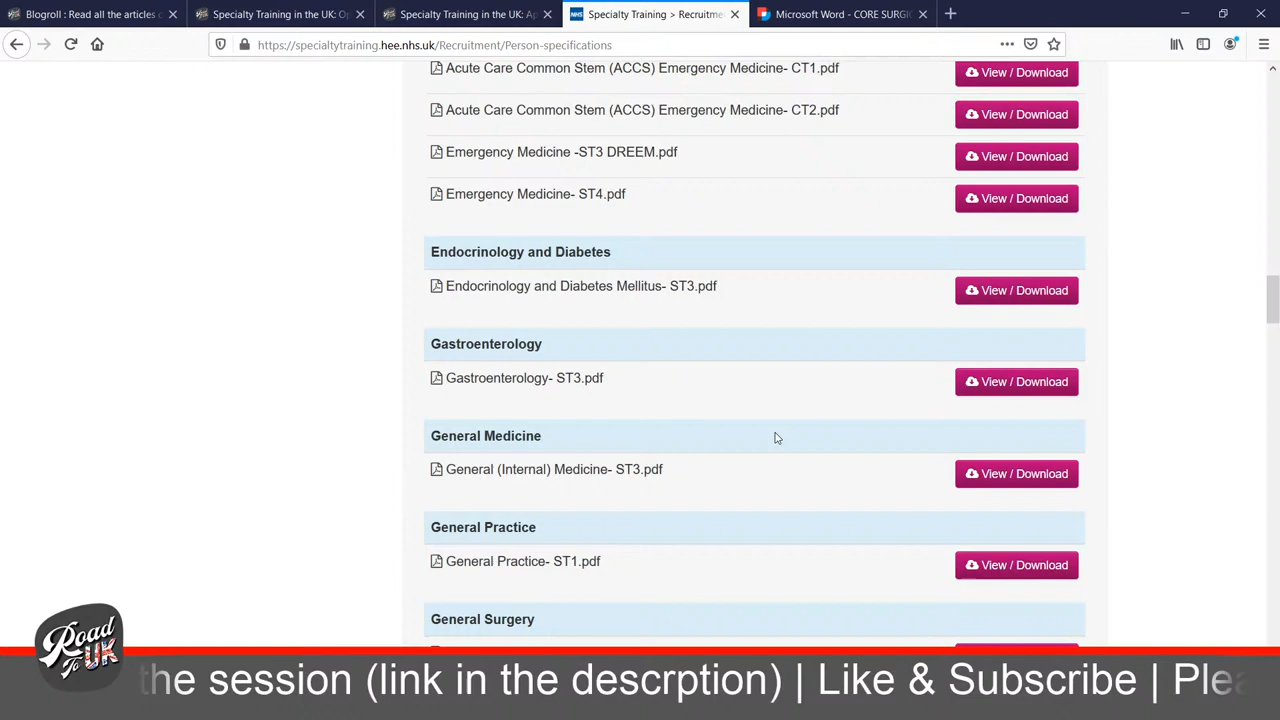 Blogroll : Read all the articles
Specialty Training in the UK: O
Specialty Training in the UK: A
Specialty Training > Recruitme
Microsoft Word - CORE SURGI
https://specialtytraining.hee.nhs.uk/Recruitment/Person-specifications
Acute Care Common Stem (ACCS) Emergency Medicine- CT1.pdf
View / Download
Acute Care Common Stem (ACCS) Emergency Medicine- CT2.pdf
View / Download
Emergency Medicine -ST3 DREEM.pdf
View / Download
Emergency Medicine- ST4.pdf
View / Download
Endocrinology and Diabetes
Endocrinology and Diabetes Mellitus- ST3.pdf
View / Download
Gastroenterology
Gastroenterology- ST3.pdf
View / Download
General Medicine
General (Internal) Medicine- ST3.pdf
View / Download
General Practice
General Practice- ST1.pdf
View / Download
General Surgery
Road
To UK
the session (link in the descrption) | Like & Subscribe | Plea